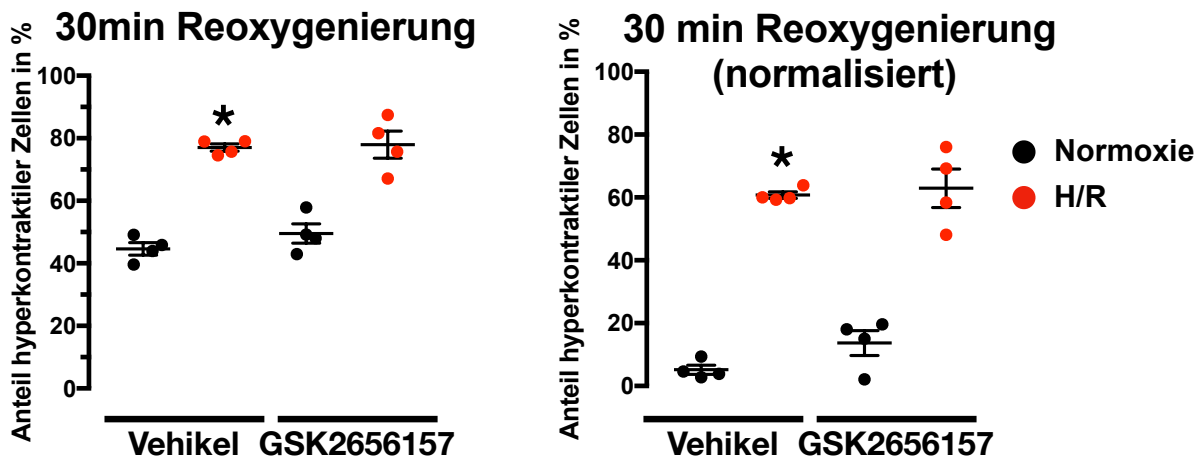 30min Reoxygenierung
Anteil hyperkontraktiler Zellen in %
100
80
60
40
20
0
*
Vehikel GSK2656157
30 min Reoxygenierung
(normalisiert)
Anteil hyperkontraktiler Zellen in %
100
80
60
40
20
0
*
Vehikel GSK2656157
Normoxie
H/R